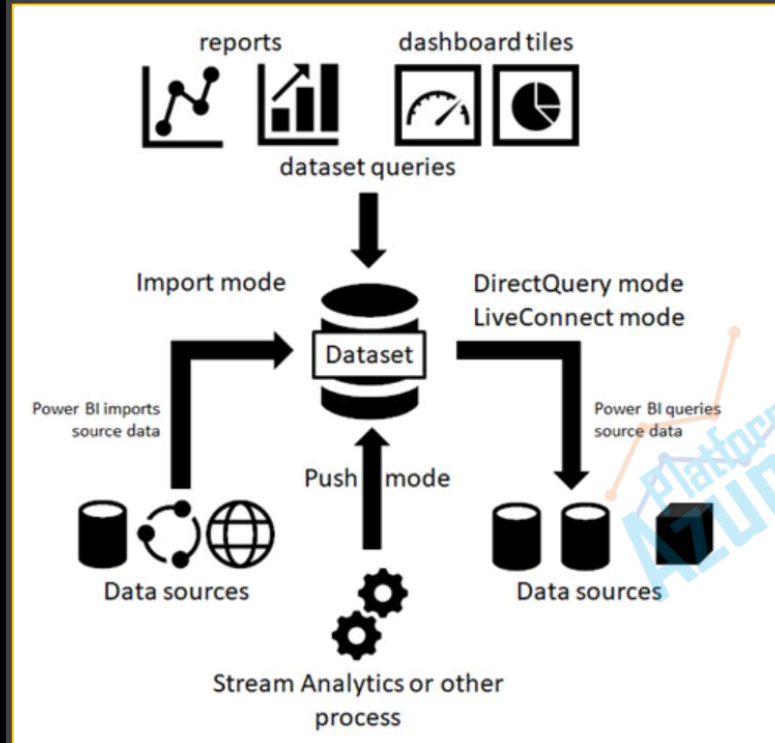 reports
dashboard tiles
dataset queries
Import mode
DirectQuery mode
LiveConnect mode
Dataset
Power BI imports
source data
Power BI queries
source data
Push mode
Data sources
Data sources
Stream Analytics or other
process